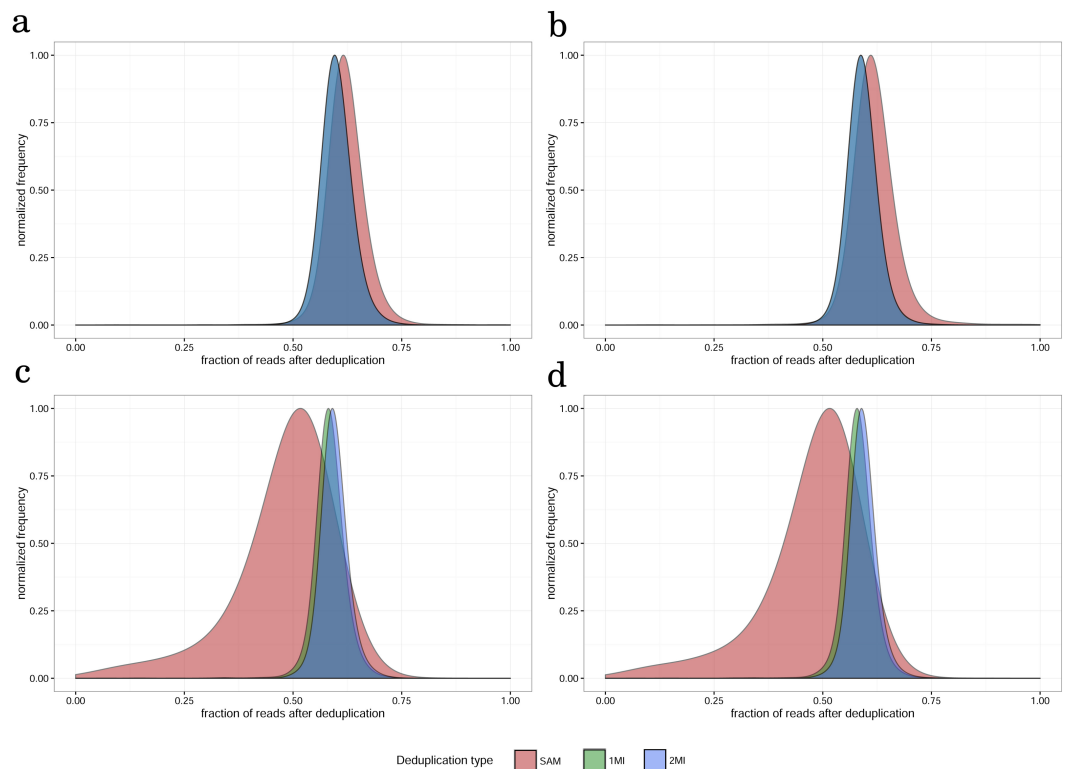 a
b
normalized frequency
1.00
0.75
0.50
0.25
0.00
0.00 0.25 0.50 0.75 1.00
fraction of reads after deduplication
normalized frequency
1.00
0.75
0.50
0.25
0.00
0.00 0.25 0.50 0.75 1.00
fraction of reads after deduplication
c
d
normalized frequency
1.00
0.75
0.50
0.25
0.00
0.00 0.25 0.50 0.75 1.00
fraction of reads after deduplication
normalized frequency
1.00
0.75
0.50
0.25
0.00
0.00 0.25 0.50 0.75 1.00
fraction of reads after deduplication
Deduplication type SAM 1MI 2MI